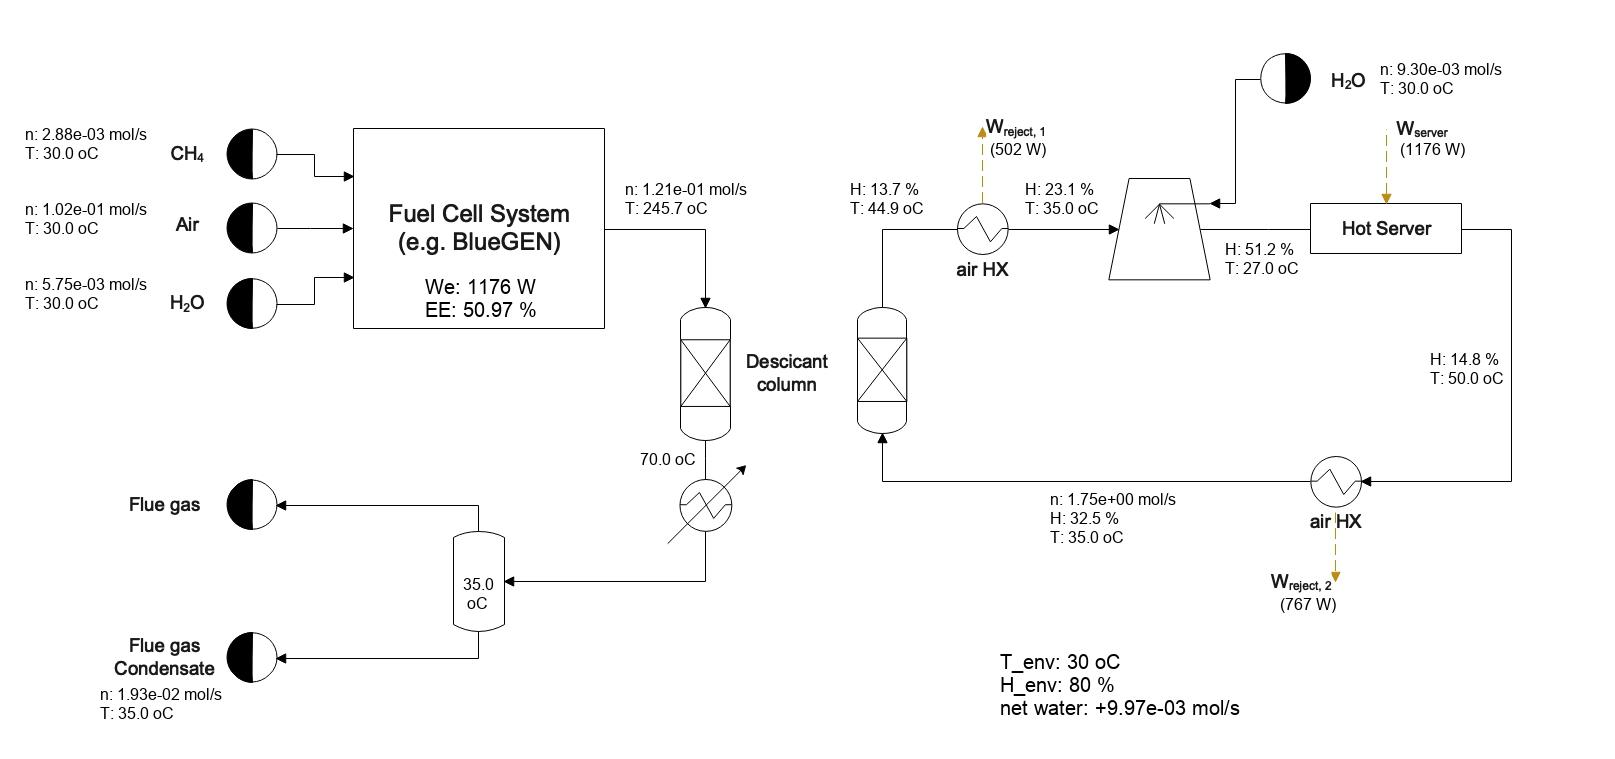 n: 2.88e-03 mol/s
T: 30.0 oC
CH₄
n: 1.02e-01 mol/s
T: 30.0 oC
Air
n: 5.75e-03 mol/s
T: 30.0 oC
H₂O
Fuel Cell System
(e.g. BlueGEN)
We: 1176 W
EE: 50.97 %
n: 1.21e-01 mol/s
T: 245.7 oC
Descicant
column
70.0 oC
35.0
oC
Flue gas
Flue gas
Condensate
n: 1.93e-02 mol/s
T: 35.0 oC
H: 13.7 %
T: 44.9 oC
W reject, 1
(502 W)
air HX
H: 23.1 %
T: 35.0 oC
H₂O
n: 9.30e-03 mol/s
T: 30.0 oC
H: 51.2 %
T: 27.0 oC
W server
(1176 W)
Hot Server
H: 14.8 %
T: 50.0 oC
air HX
W reject, 2
(767 W)
n: 1.75e+00 mol/s
H: 32.5 %
T: 35.0 oC
T_env: 30 oC
H_env: 80 %
net water: +9.97e-03 mol/s